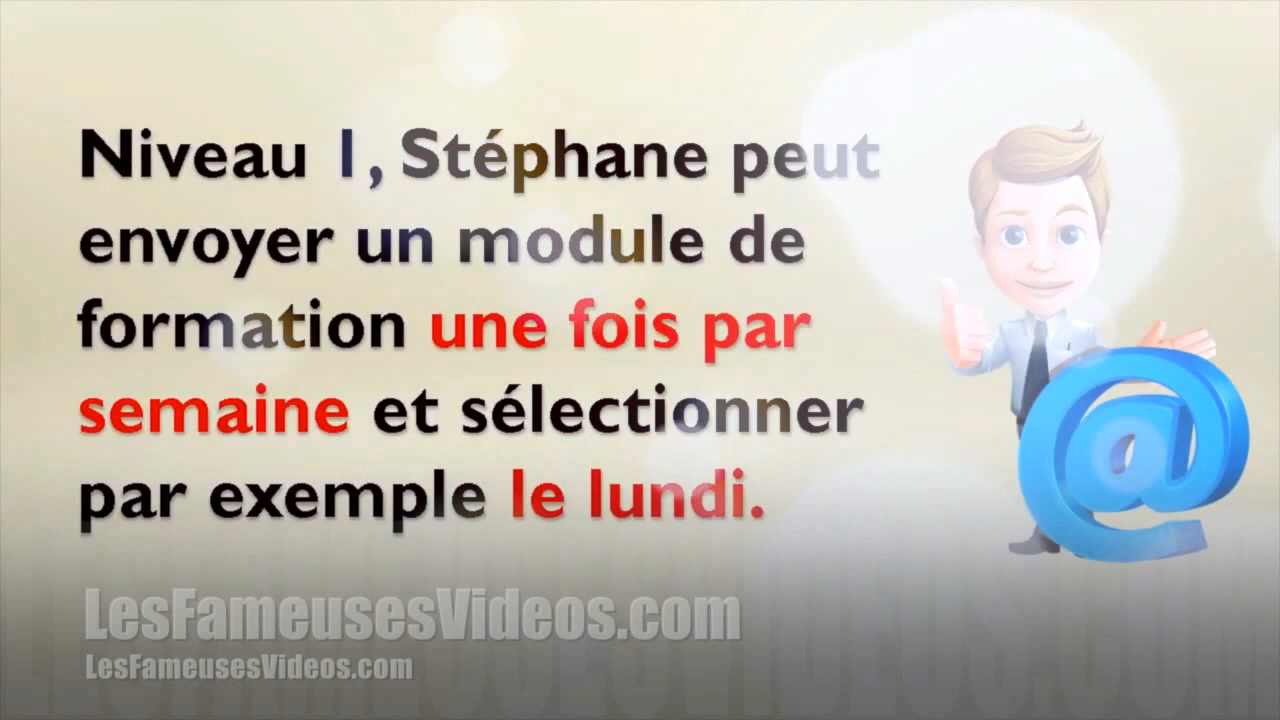 Niveau 1, Stéphane peut
envoyer un module de
formation une fois par
semaine et sélectionner
par exemple le lundi.
LesFameusesVideos.com
LesFameusesVideos.com